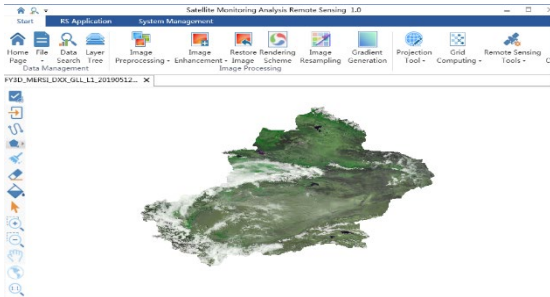 Satellite Monitoring Analysis Remote Sensing 1.0
Start RS Application System Management
Home Page File Data Search Layer Tree Image Preprocessing Image Enhancement Restore Image Rendering Scheme Image Resampling Gradient Generation Projection Tool Grid Computing Remote Sensing Tools
Data Management Image Processing
FY3D_MERSI_DXX_GLL_L1_20190512...
1:1